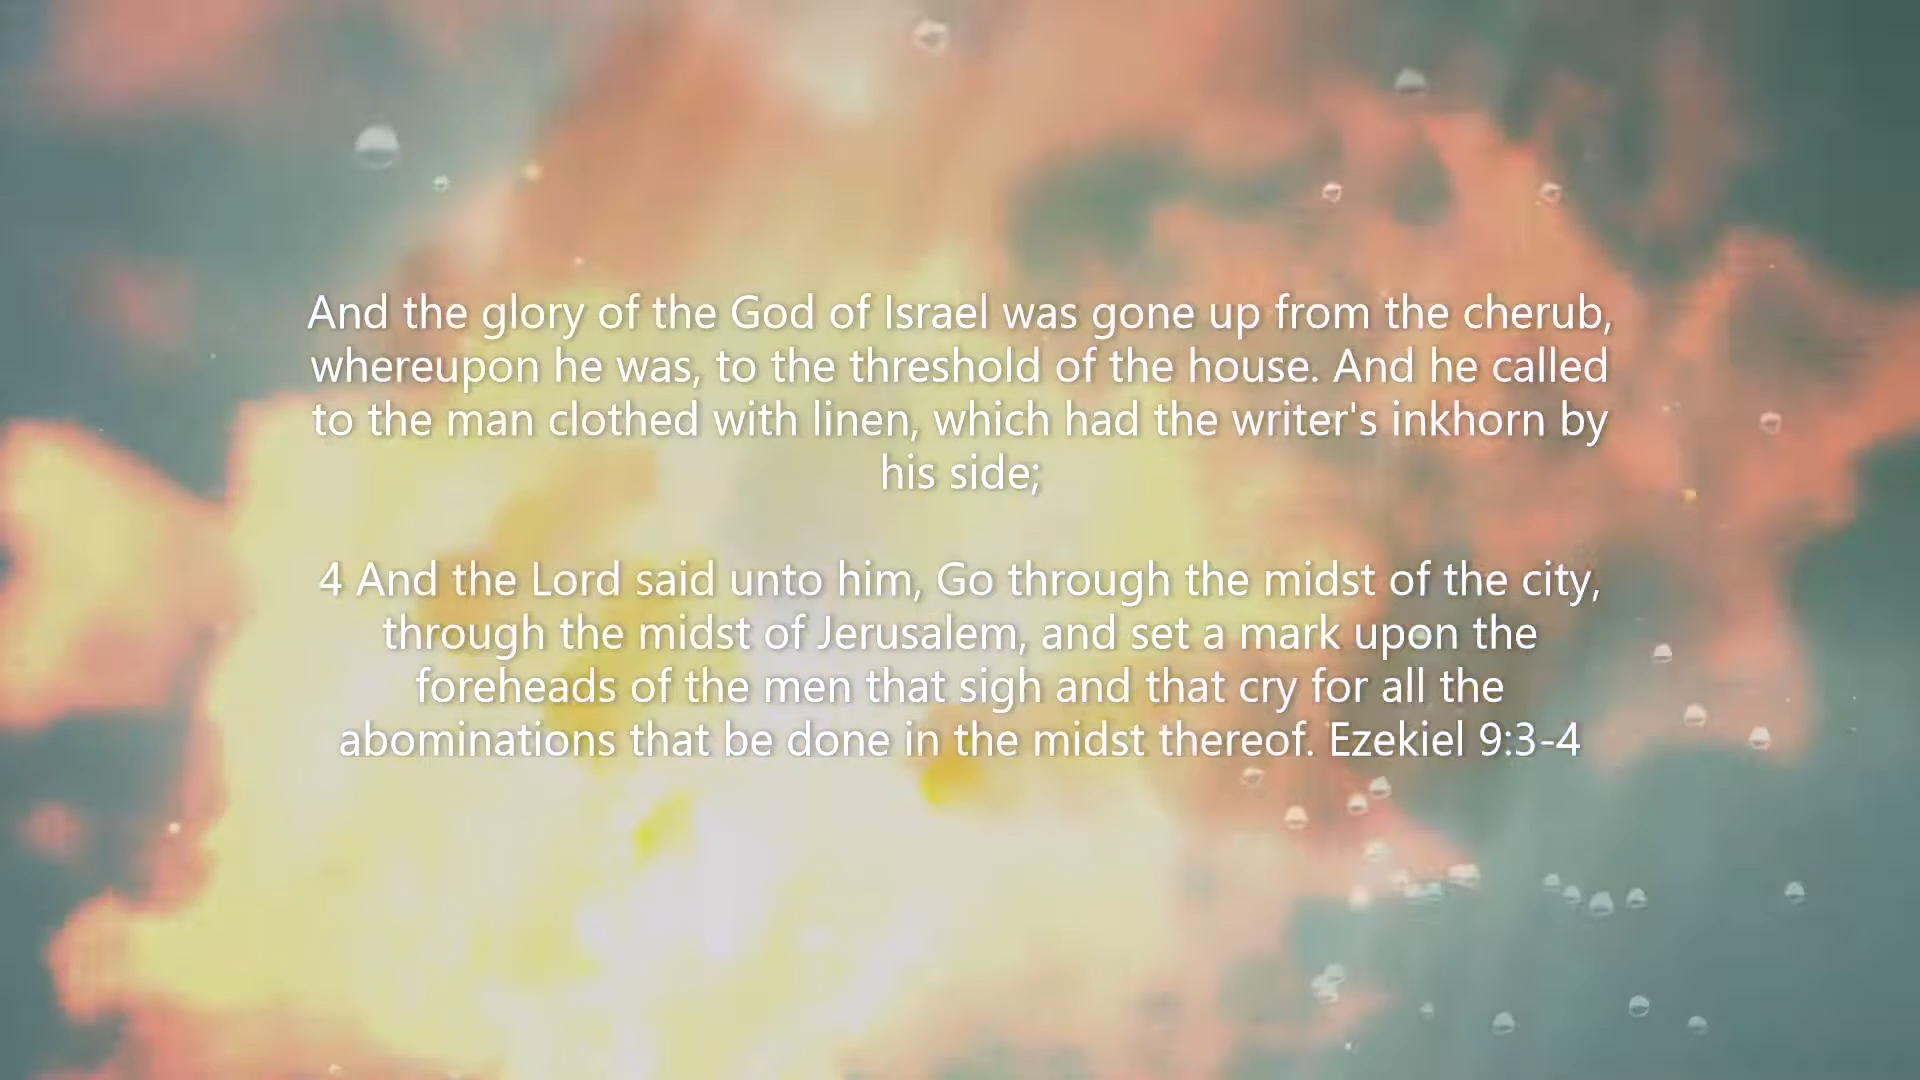 And the glory of the God of Israel was gone up from the cherub,
whereupon he was, to the threshold of the house. And he called
to the man clothed with linen, which had the writer's inkhorn by
his side;
4 And the Lord said unto him, Go through the midst of the city,
through the midst of Jerusalem, and set a mark upon the
foreheads of the men that sigh and that cry for all the
abominations that be done in the midst thereof. Ezekiel 9:3-4